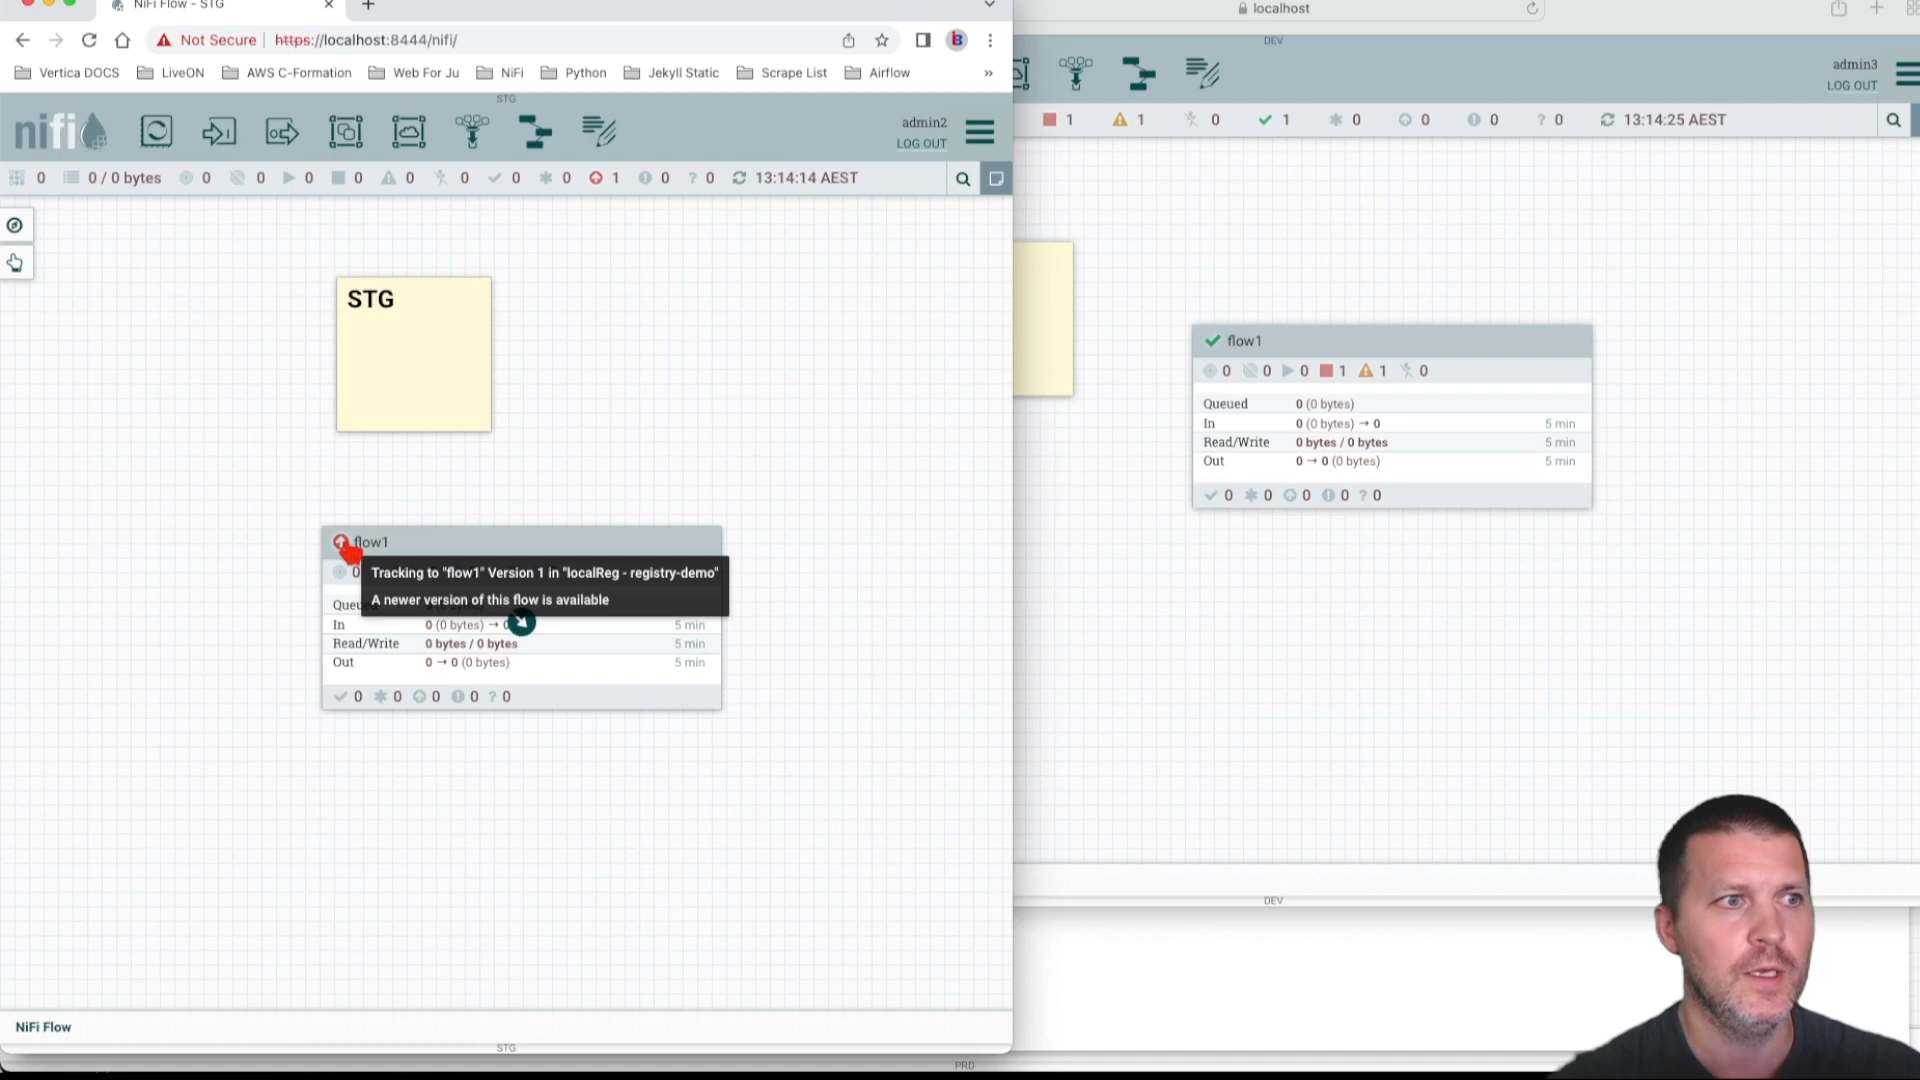 NiFi Flow - STG
Not Secure
https://localhost:8444/nifi/
Vertica DOCS
LiveON
AWS C-Formation
Web For Ju
NiFi
Python
Jekyll Static
Scrape List
Airflow
»
STG
nifi
admin2
LOG OUT
0
0 / 0 bytes
0
0
0
0
0
0
0
0
1
0
? 0
13:14:14 AEST
STG
flow1
0
Tracking to "flow1" Version 1 in "localReg - registry-demo"
A newer version of this flow is available
In
0 (0 bytes) → 0
5 min
Read/Write
0 bytes / 0 bytes
5 min
Out
0 → 0 (0 bytes)
5 min
0
0
0
0
? 0
NiFi Flow
STG
localhost
DEV
admin3
LOG OUT
1
1
0
1
0
0
0
? 0
13:14:25 AEST
flow1
0
0
0
1
1
0
Queued
0 (0 bytes)
In
0 (0 bytes) → 0
5 min
Read/Write
0 bytes / 0 bytes
5 min
Out
0 → 0 (0 bytes)
5 min
0
0
0
0
? 0
DEV
PRD